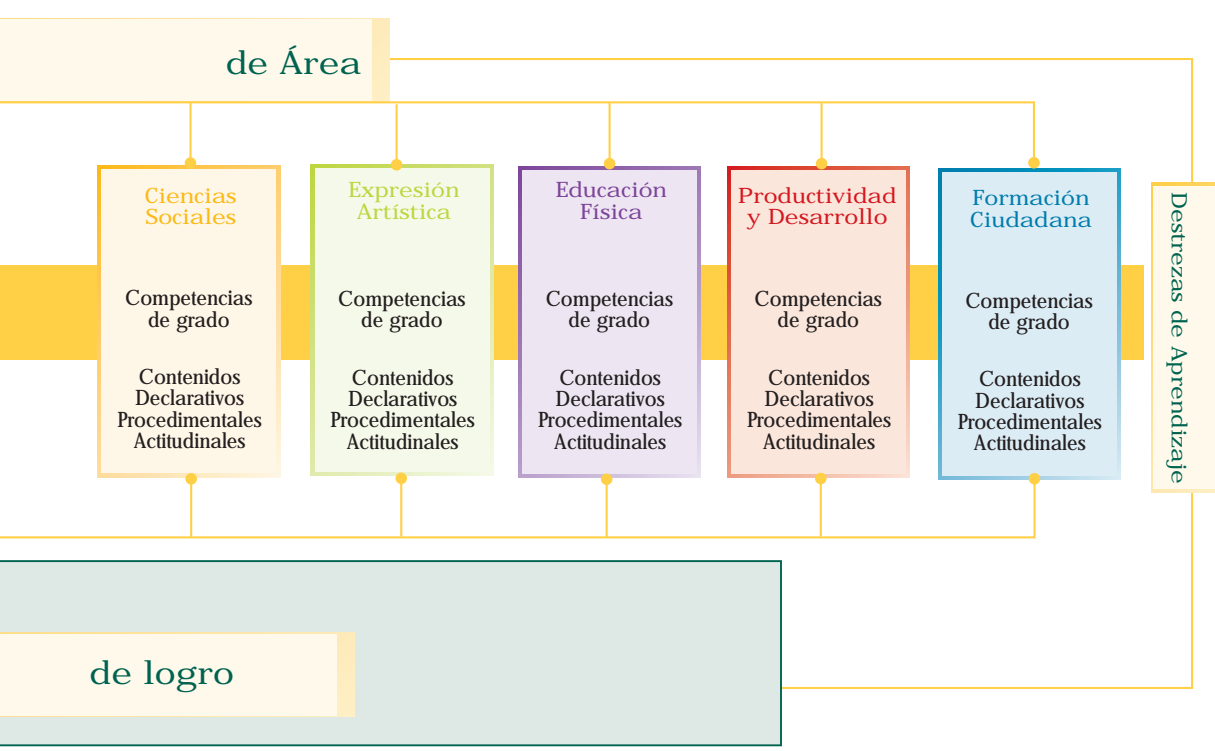 de Área
Ciencias
Sociales
Competencias
de grado
Contenidos
Declarativos
Procedimentales
Actitudinales
Expresión
Artística
Competencias
de grado
Contenidos
Declarativos
Procedimentales
Actitudinales
Educación
Física
Competencias
de grado
Contenidos
Declarativos
Procedimentales
Actitudinales
Productividad
y Desarrollo
Competencias
de grado
Contenidos
Declarativos
Procedimentales
Actitudinales
Formación
Ciudadana
Competencias
de grado
Contenidos
Declarativos
Procedimentales
Actitudinales
Destrezas de Aprendizaje
de logro